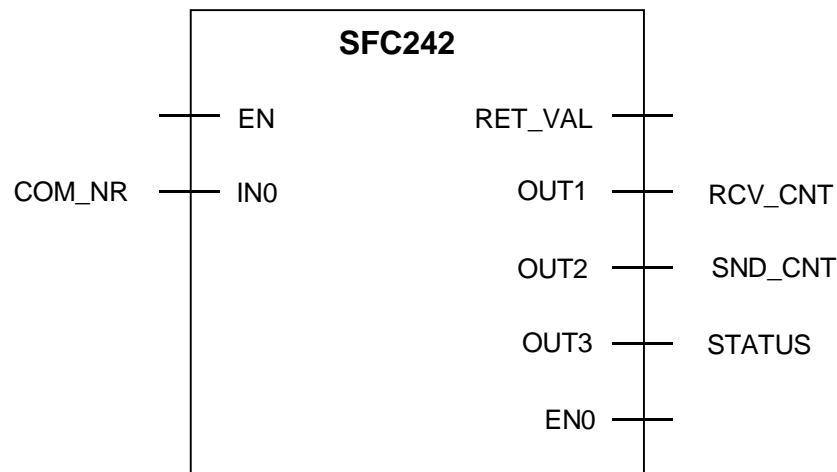 SFC242
EN RET_VAL
COM_NR IN0 OUT1 RCV_CNT
OUT2 SND_CNT
OUT3 STATUS
EN0